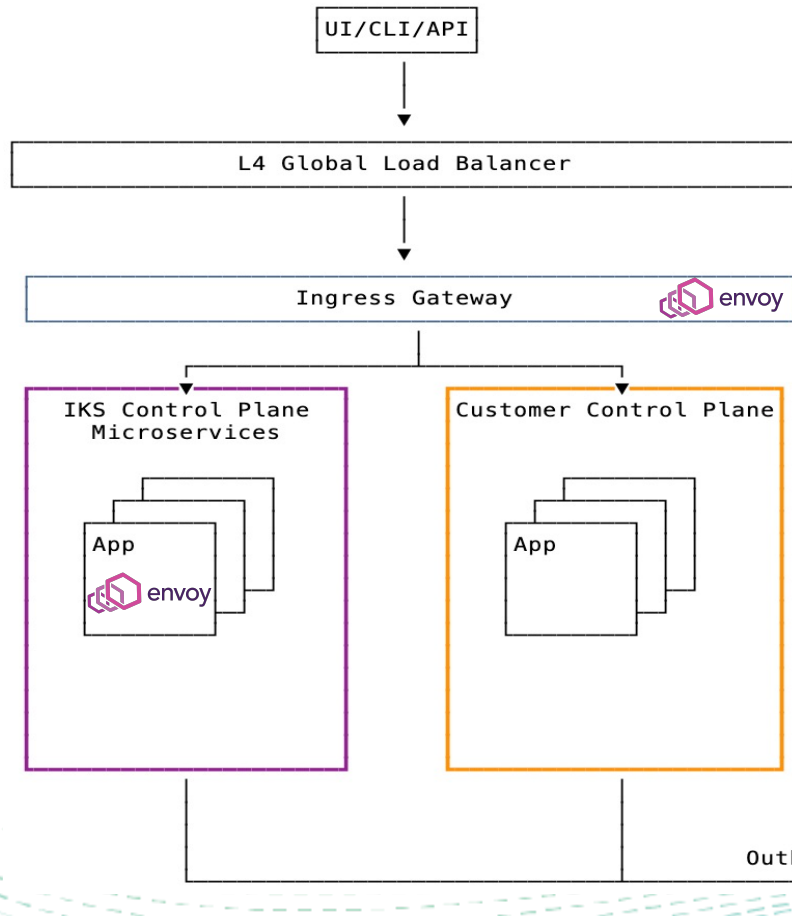 UI/CLI/API
L4 Global Load Balancer
Ingress Gateway
envoy
IKS Control Plane
Microservices
Customer Control Plane
App
envoy
App